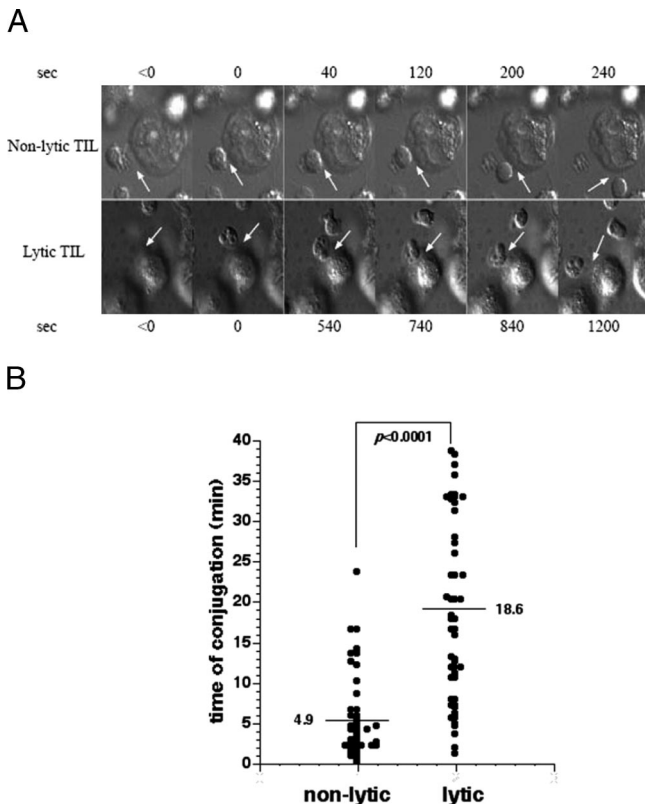 A
sec <0 0 40 120 200 240
Non-lytic TIL
Lytic TIL
sec <0 0 540 740 840 1200
B
p<0.0001
time of conjugation (min)
40
35
30
25
20
15
10
5
0
4.9
18.6
non-lytic lytic